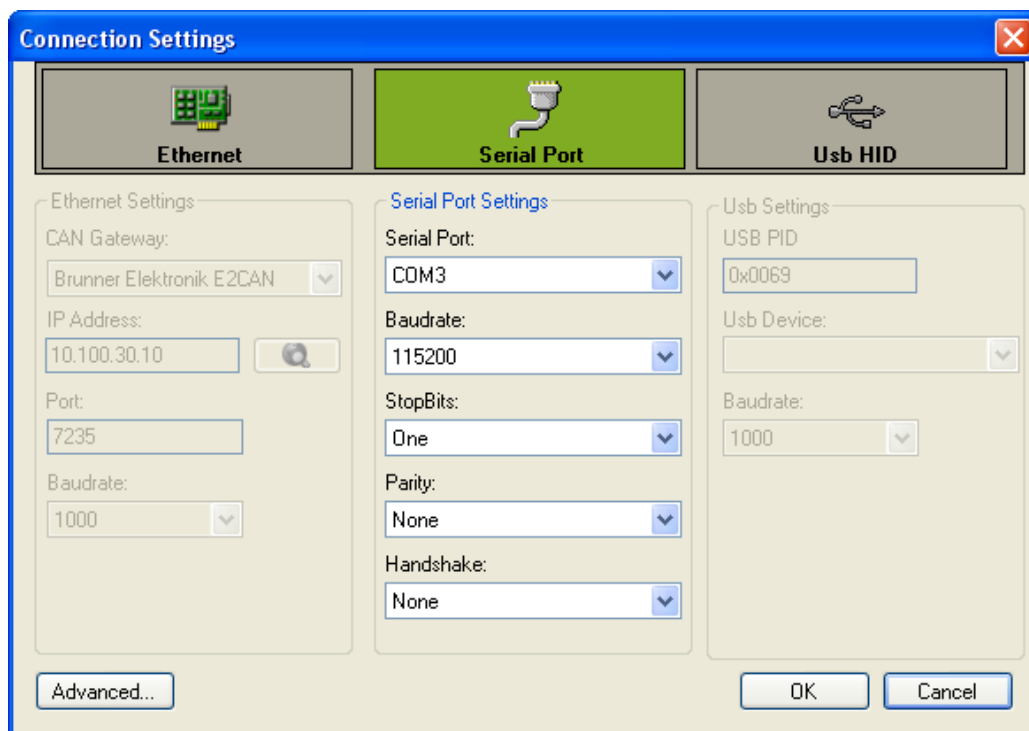 Connection Settings
Ethernet
Serial Port
Usb HID
Ethernet Settings
CAN Gateway:
Brunner Elektronik E2CAN
IP Address:
10.100.30.10
Port:
7235
Baudrate:
1000
Serial Port Settings
Serial Port:
COM3
Baudrate:
115200
StopBits:
One
Parity:
None
Handshake:
None
Usb Settings
USB PID
0x0069
Usb Device:
Baudrate:
1000
Advanced...
OK
Cancel